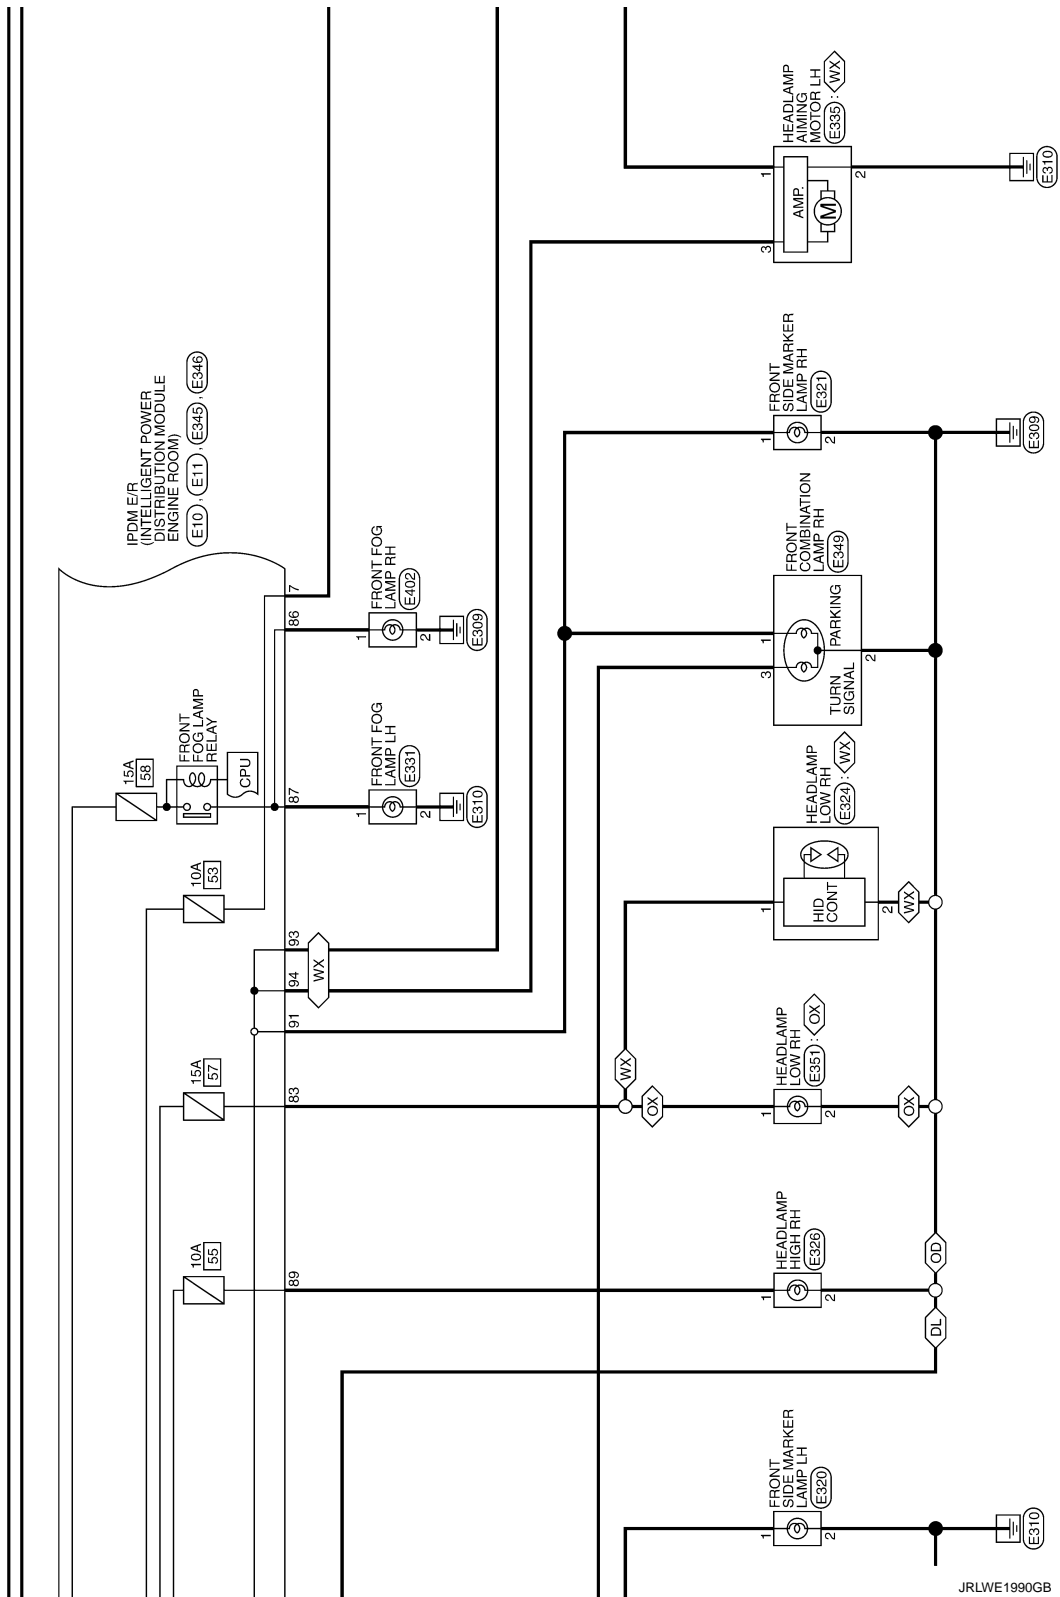 HEADLAMP
AIMING
MOTOR LH
E335 : WX
1
AMP.
M
3
2
E310
FRONT
SIDE MARKER
LAMP RH
E321
1
2
E309
IPDM E/R
(INTELLIGENT POWER
DISTRIBUTION MODULE
ENGINE ROOM)
E10 , E11 , E345 , E346
7
86
FRONT FOG
LAMP RH
E402
1
2
E309
FRONT
COMBINATION
LAMP RH
E349
1
PARKING
3
TURN
SIGNAL
2
15A
58
FRONT
FOG LAMP
RELAY
CPU
87
FRONT FOG
LAMP LH
E331
1
2
E310
HEADLAMP
LOW RH
E324 : WX
1
HID
CONT
2
WX
10A
53
93
94
WX
91
15A
57
83
WX
OX
HEADLAMP
LOW RH
E351 : OX
1
2
OX
10A
55
89
HEADLAMP
HIGH RH
E326
1
2
OD
DL
FRONT
SIDE MARKER
LAMP LH
E320
1
2
E310
JRLWE1990GB